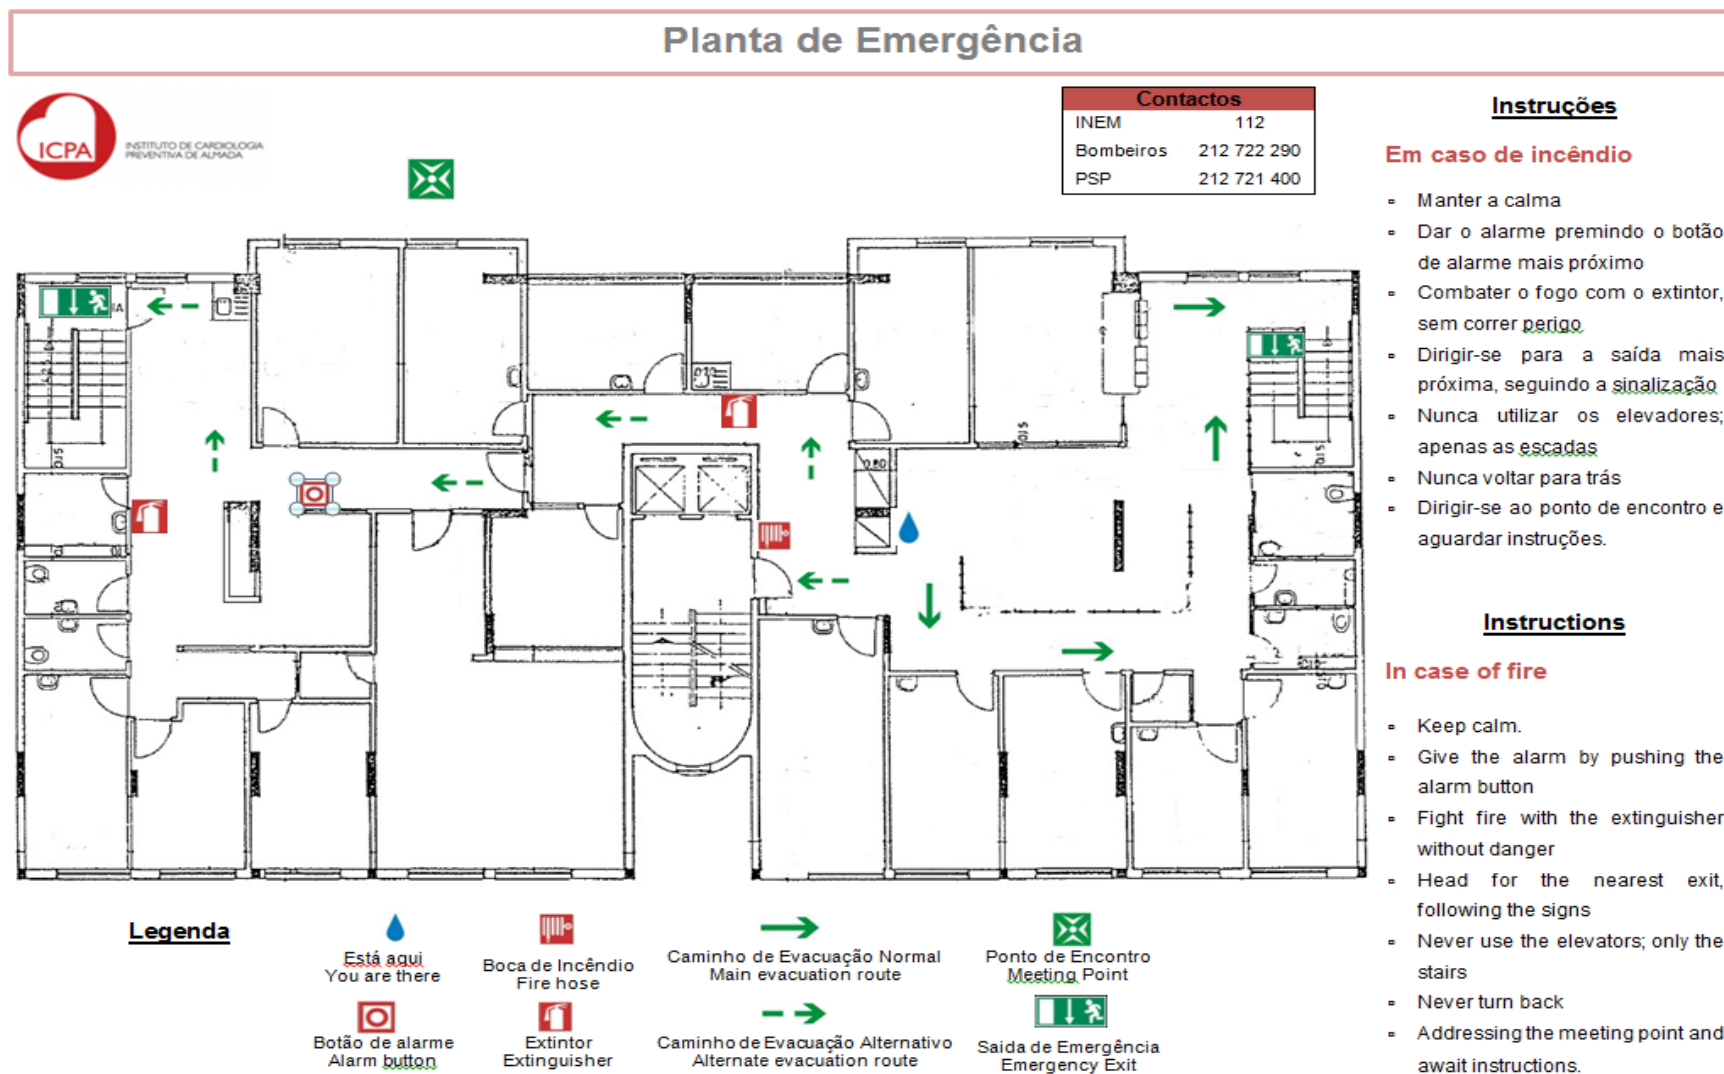 Planta de Emergência
ICPA
INSTITUTO DE CARDIOLOGIA
PREVENTIVA DE ALMADA
Contactos
INEM 112
Bombeiros 212 722 290
PSP 212 721 400
Instruções
Em caso de incêndio
Manter a calma
Dar o alarme premindo o botão
de alarme mais próximo
Combater o fogo com o extintor,
sem correr perigo
Dirigir-se para a saída mais
próxima, seguindo a sinalização
Nunca utilizar os elevadores;
apenas as escadas
Nunca voltar para trás
Dirigir-se ao ponto de encontro e
aguardar instruções.
Instructions
In case of fire
Keep calm.
Give the alarm by pushing the
alarm button
Fight fire with the extinguisher
without danger
Head for the nearest exit,
following the signs
Never use the elevators; only the
stairs
Never turn back
Addressing the meeting point and
await instructions.
0.80
Legenda
Está aqui
You are there
Boca de Incêndio
Fire hose
Caminho de Evacuação Normal
Main evacuation route
Ponto de Encontro
Meeting Point
Botão de alarme
Alarm button
Extintor
Extinguisher
Caminho de Evacuação Alternativo
Alternate evacuation route
Saida de Emergência
Emergency Exit